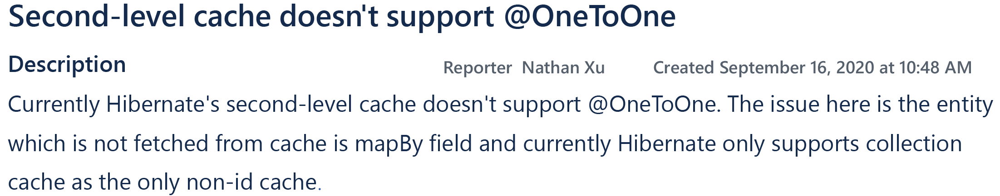 Second-level cache doesn't support @OneToOne
Description
Reporter Nathan Xu
Created September 16, 2020 at 10:48 AM
Currently Hibernate's second-level cache doesn't support @OneToOne. The issue here is the entity
which is not fetched from cache is mapBy field and currently Hibernate only supports collection
cache as the only non-id cache.